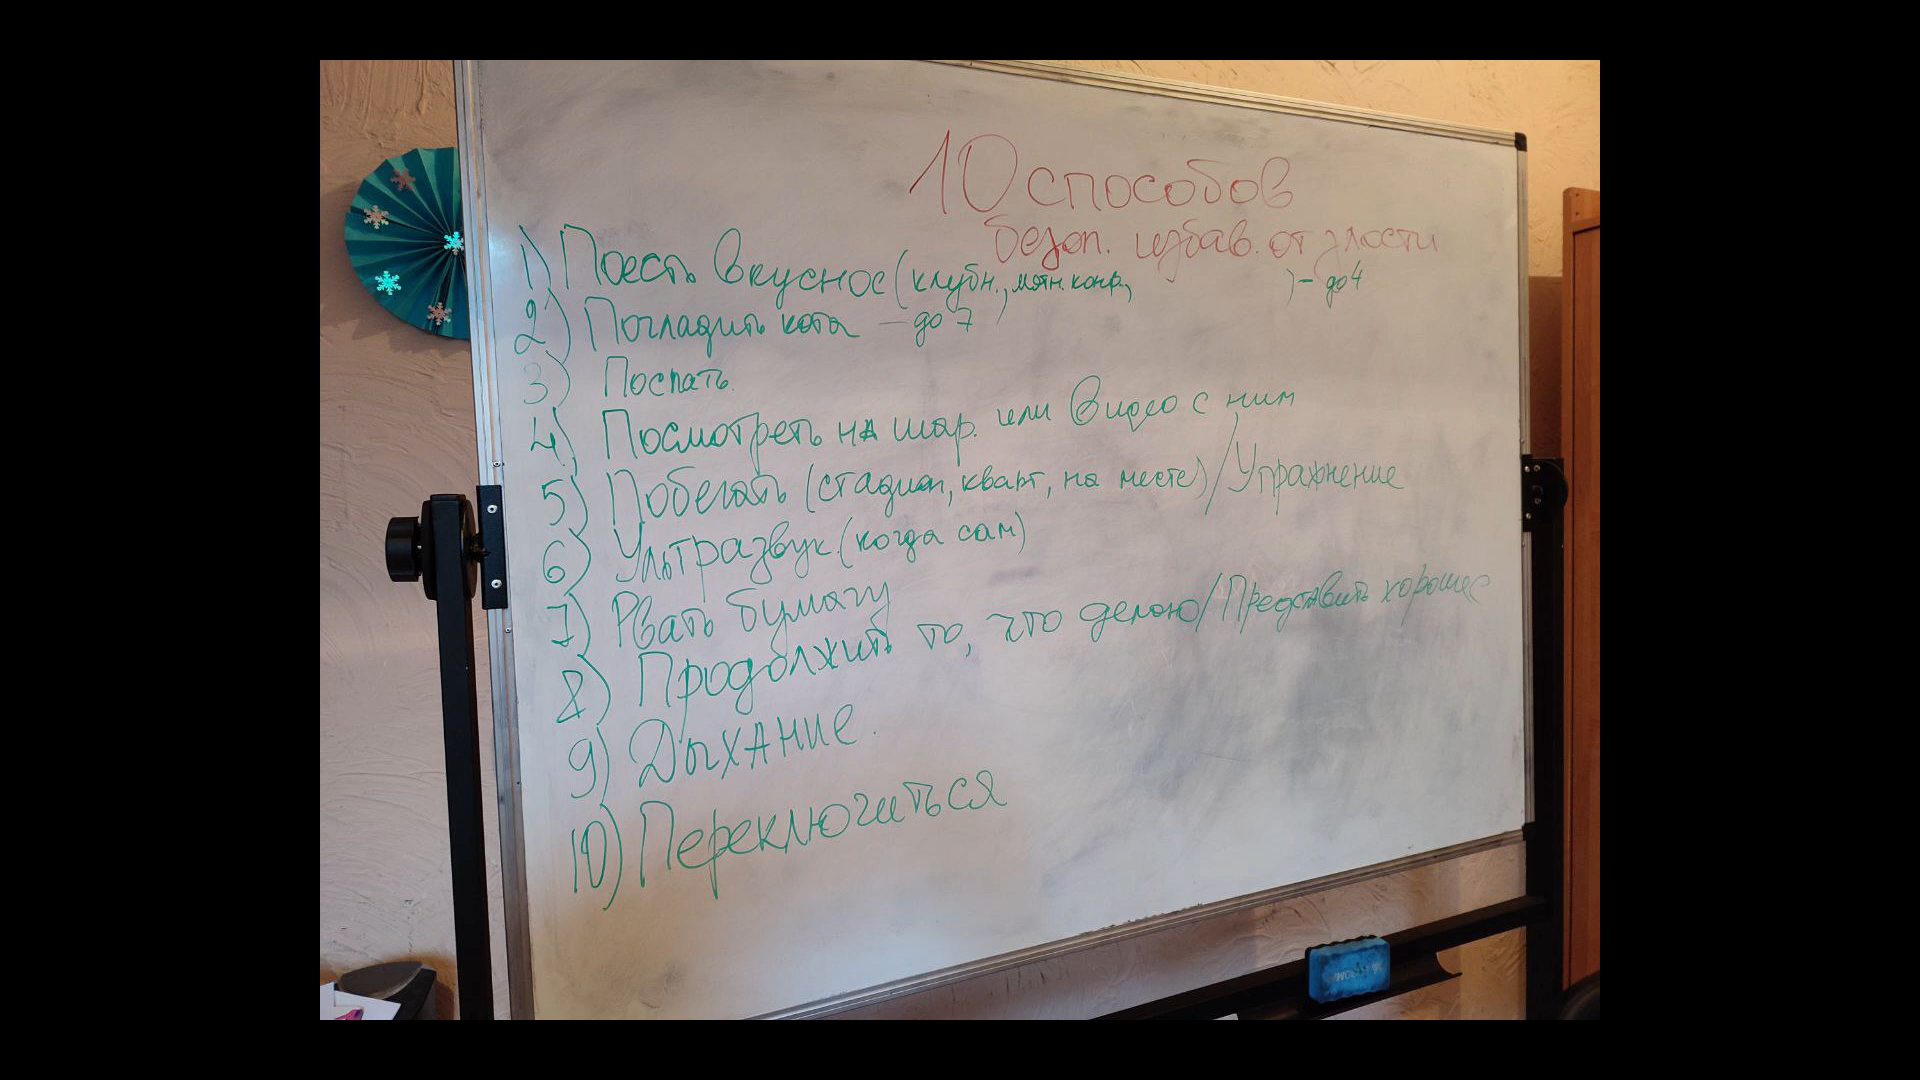 10 способов
безоп. избав. от злости
1) Поесть вкусное (клубн., мятн. конф., ) - до 4
2) Погладить кота - до 7
3) Поспать.
4) Посмотреть на шар. или видео с ним
5) Побегать (стадион, кварт, на месте) / Упражнение
6) Ультразвук (когда сам)
7) Рвать бумагу
8) Продолжить то, что делаю / Представить хорошее
9) Дыхание.
10) Переключиться